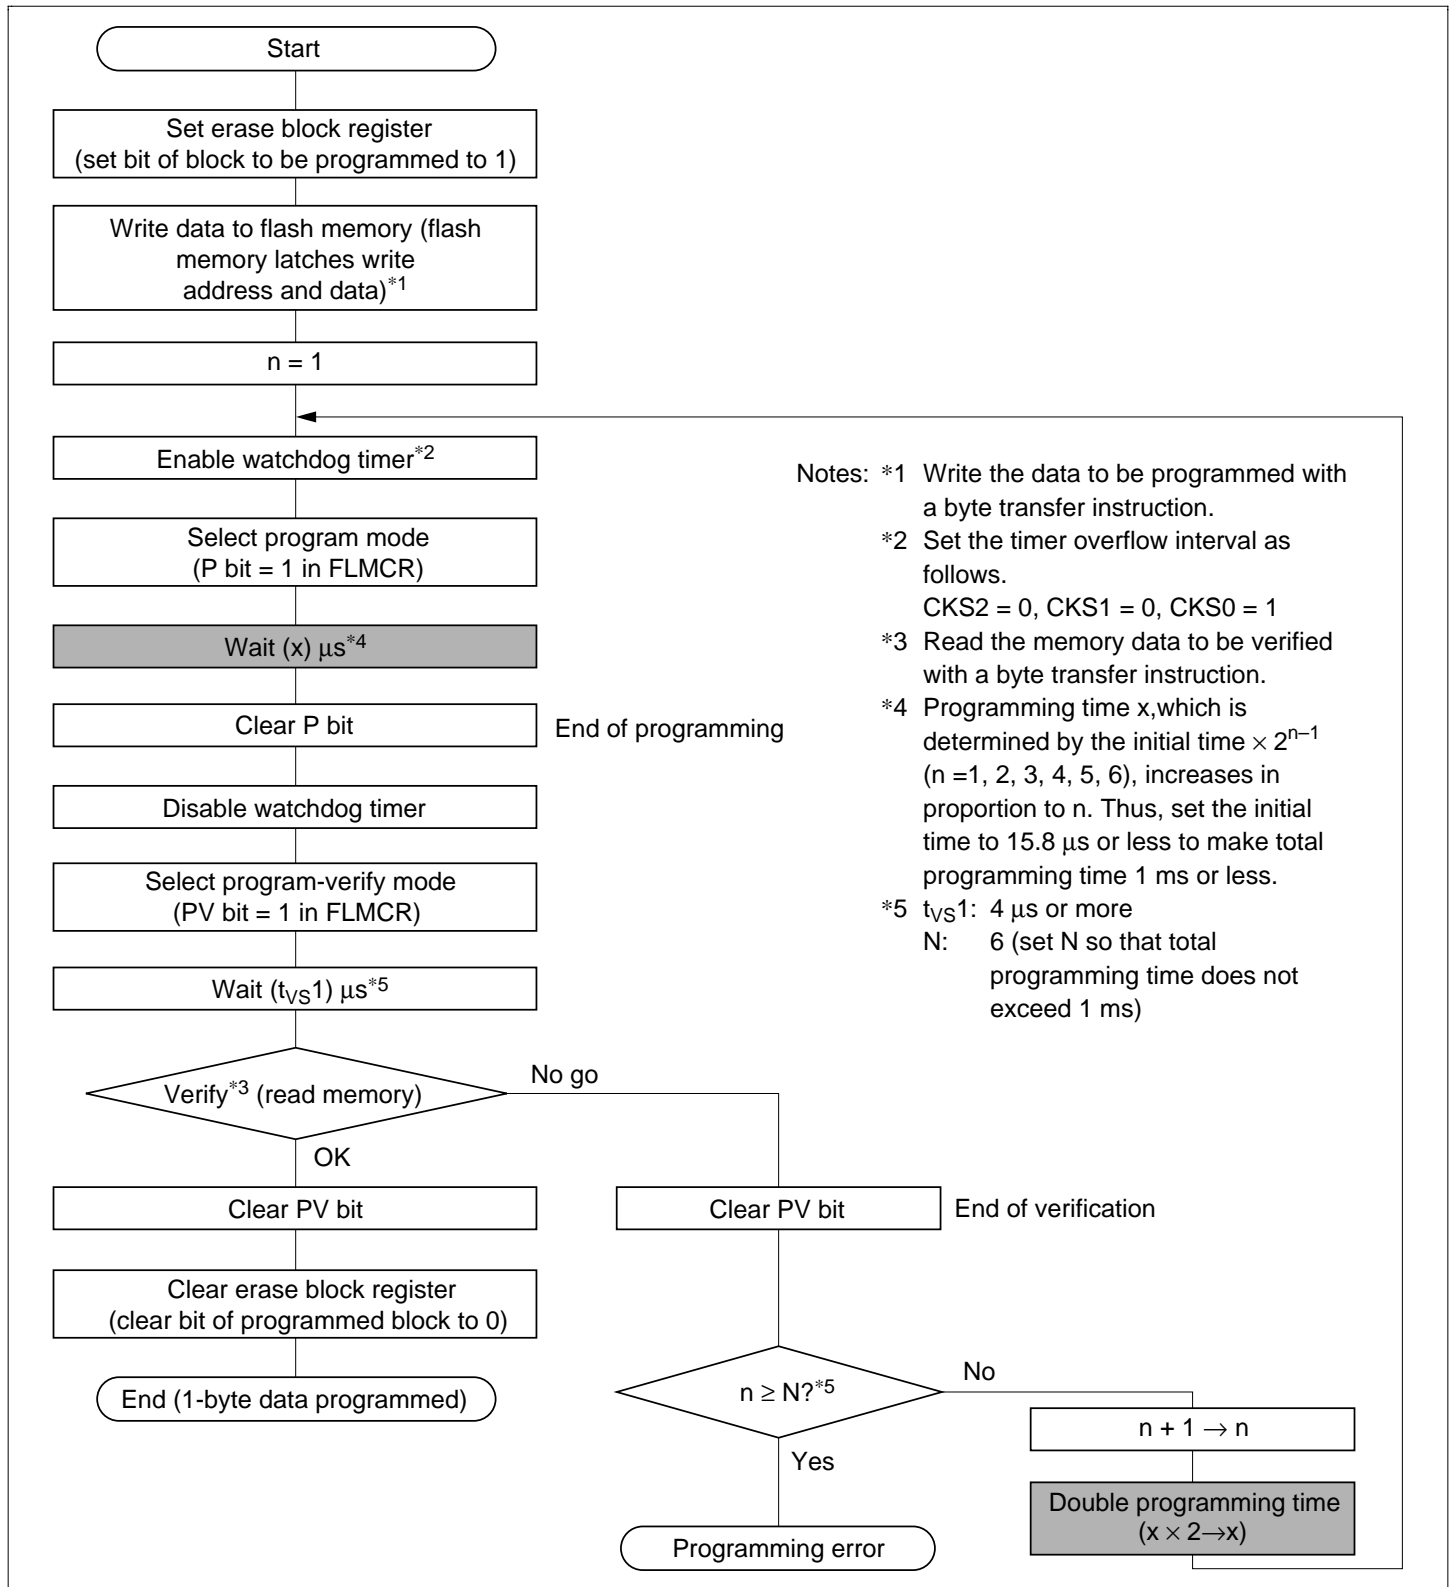 Start
Set erase block register
(set bit of block to be programmed to 1)
Write data to flash memory (flash
memory latches write
address and data)*1
n = 1
Enable watchdog timer*2
Select program mode
(P bit = 1 in FLMCR)
Wait (x) μs*4
Clear P bit
End of programming
Disable watchdog timer
Select program-verify mode
(PV bit = 1 in FLMCR)
Wait (tVS1) μs*5
Verify*3 (read memory)
No go
OK
Clear PV bit
Clear erase block register
(clear bit of programmed block to 0)
End (1-byte data programmed)
Clear PV bit
End of verification
n ≥ N?*5
No
Yes
n + 1 → n
Double programming time
(x × 2→x)
Programming error
Notes: *1 Write the data to be programmed with
a byte transfer instruction.
*2 Set the timer overflow interval as
follows.
CKS2 = 0, CKS1 = 0, CKS0 = 1
*3 Read the memory data to be verified
with a byte transfer instruction.
*4 Programming time x,which is
determined by the initial time × 2^n–1
(n =1, 2, 3, 4, 5, 6), increases in
proportion to n. Thus, set the initial
time to 15.8 μs or less to make total
programming time 1 ms or less.
*5 tVS1: 4 μs or more
N: 6 (set N so that total
programming time does not
exceed 1 ms)